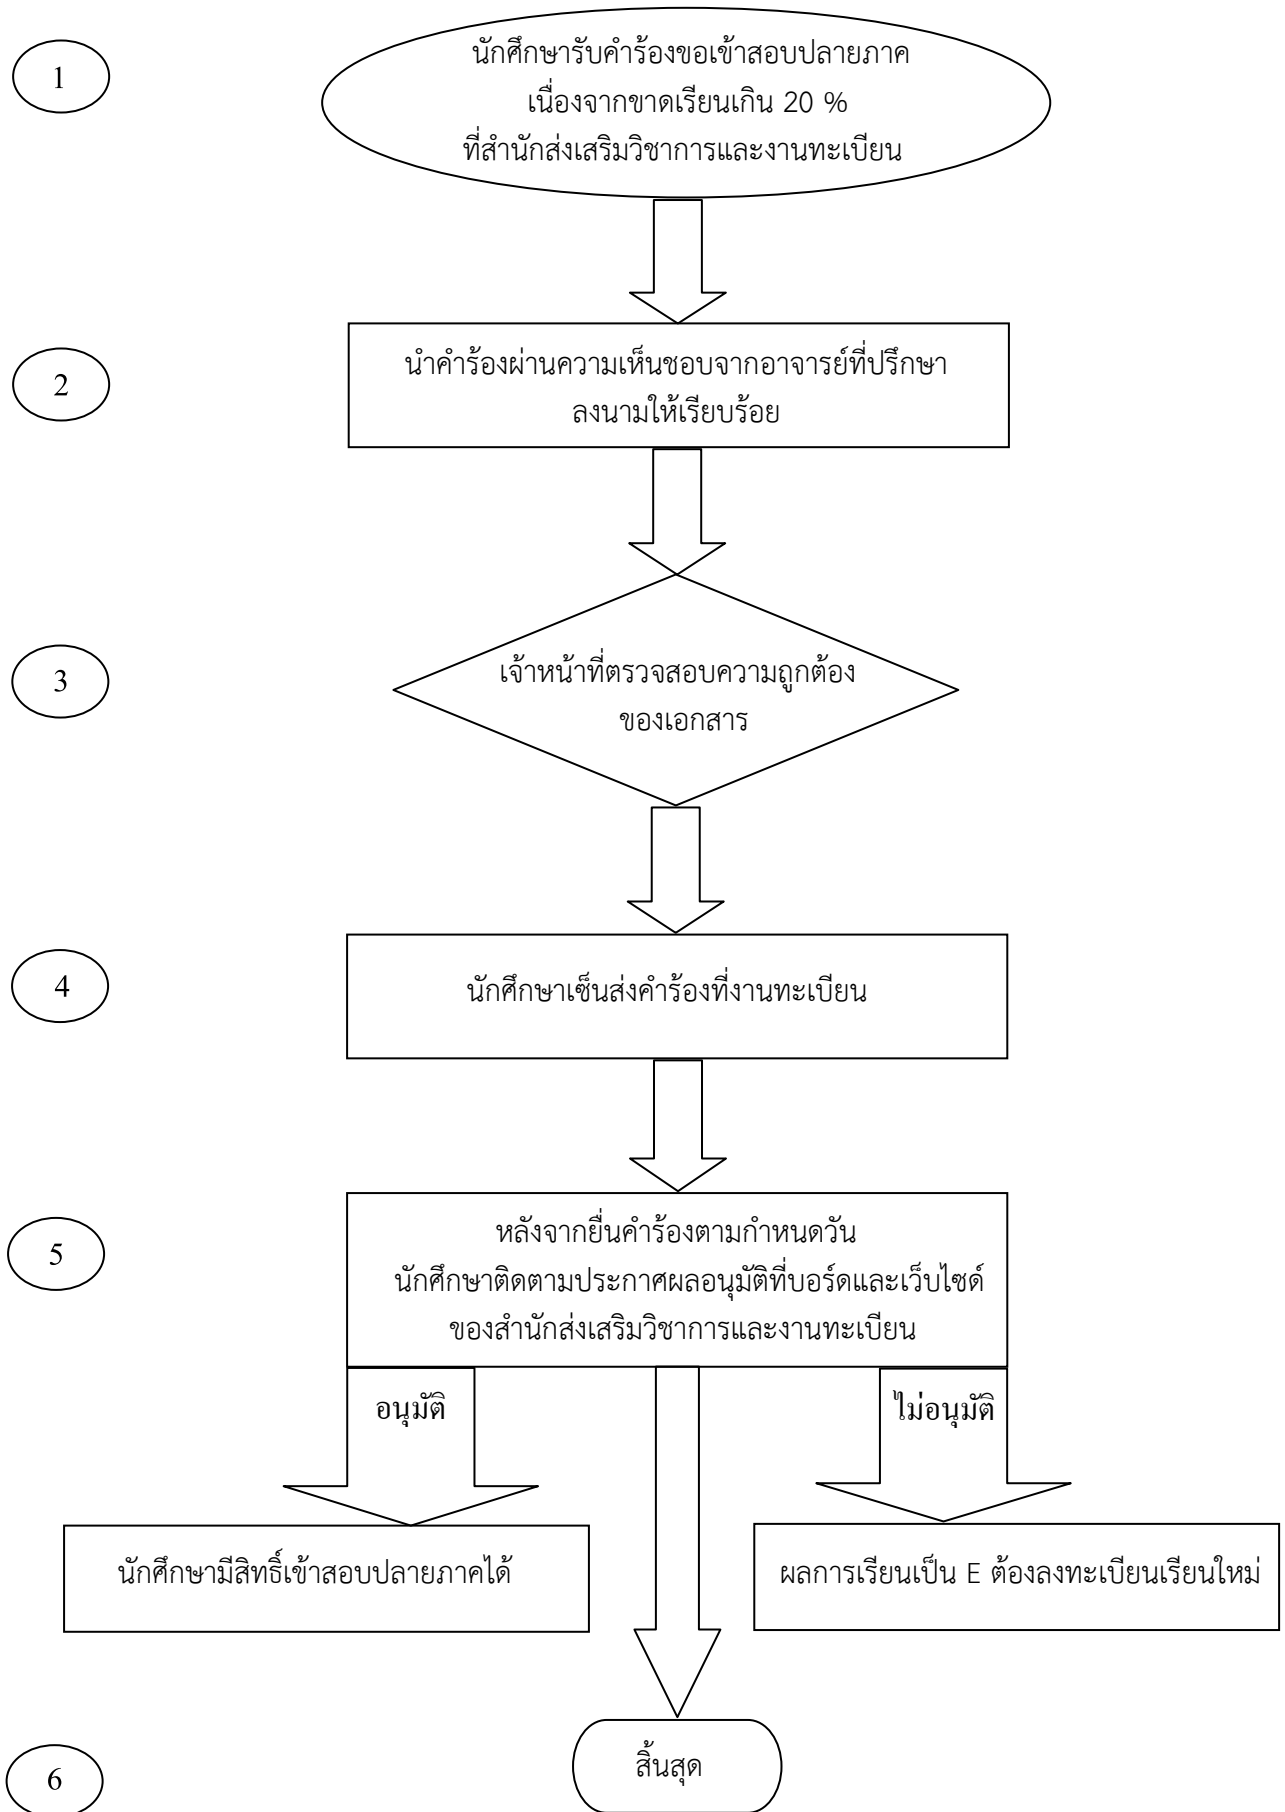 1
นักศึกษารับคำร้องขอเข้าสอบปลายภาค
เนื่องจากขาดเรียนเกิน 20 %
ที่สำนักส่งเสริมวิชาการและงานทะเบียน
2
นำคำร้องผ่านความเห็นชอบจากอาจารย์ที่ปรึกษา
ลงนามให้เรียบร้อย
3
เจ้าหน้าที่ตรวจสอบความถูกต้อง
ของเอกสาร
4
นักศึกษาเซ็นส่งคำร้องที่งานทะเบียน
5
หลังจากยื่นคำร้องตามกำหนดวัน
นักศึกษาติดตามประกาศผลอนุมัติที่บอร์ดและเว็บไซด์
ของสำนักส่งเสริมวิชาการและงานทะเบียน
อนุมัติ
ไม่อนุมัติ
นักศึกษามีสิทธิ์เข้าสอบปลายภาคได้
ผลการเรียนเป็น E ต้องลงทะเบียนเรียนใหม่
6
สิ้นสุด